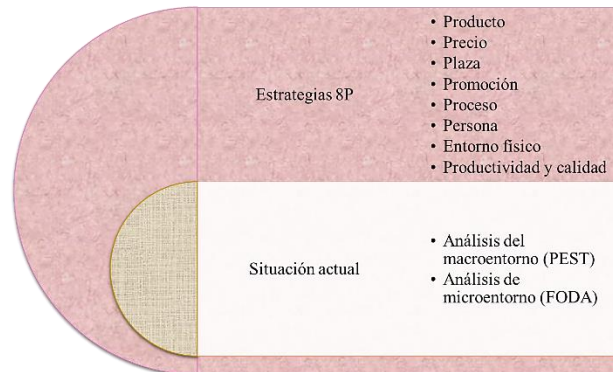 Estrategias 8P
• Producto
• Precio
• Plaza
• Promoción
• Proceso
• Persona
• Entorno físico
• Productividad y calidad
Situación actual
• Análisis del
macroentorno (PEST)
• Análisis de
microentorno (FODA)